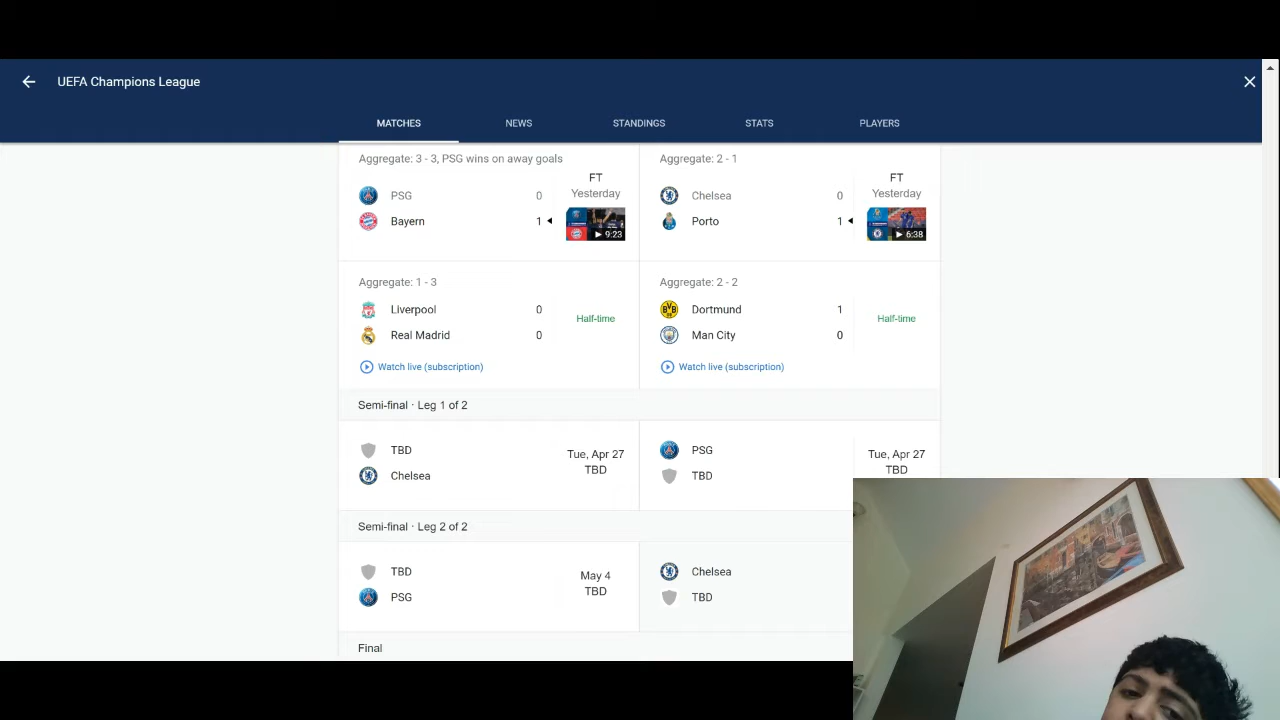 UEFA Champions League
MATCHES NEWS STANDINGS STATS PLAYERS
Aggregate: 3 - 3, PSG wins on away goals
PSG 0
Bayern 1
FT
Yesterday
9:23
Aggregate: 2 - 1
Chelsea 0
Porto 1
FT
Yesterday
6:38
Aggregate: 1 - 3
Liverpool 0
Real Madrid 0
Half-time
Watch live (subscription)
Aggregate: 2 - 2
Dortmund 1
Man City 0
Half-time
Watch live (subscription)
Semi-final · Leg 1 of 2
TBD
Chelsea
Tue, Apr 27
TBD
PSG
TBD
Tue, Apr 27
TBD
Semi-final · Leg 2 of 2
TBD
PSG
May 4
TBD
Chelsea
TBD
Final